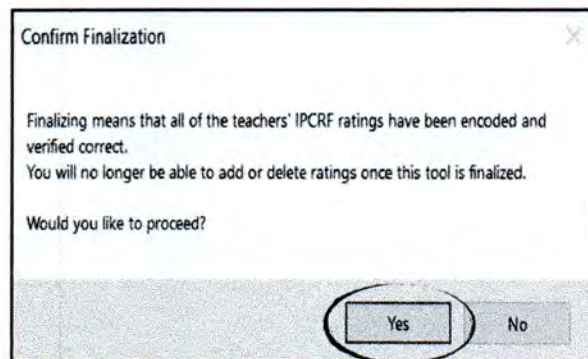 Confirm Finalization
Finalizing means that all of the teachers' IPCRF ratings have been encoded and
verified correct.
You will no longer be able to add or delete ratings once this tool is finalized.
Would you like to proceed?
Yes No